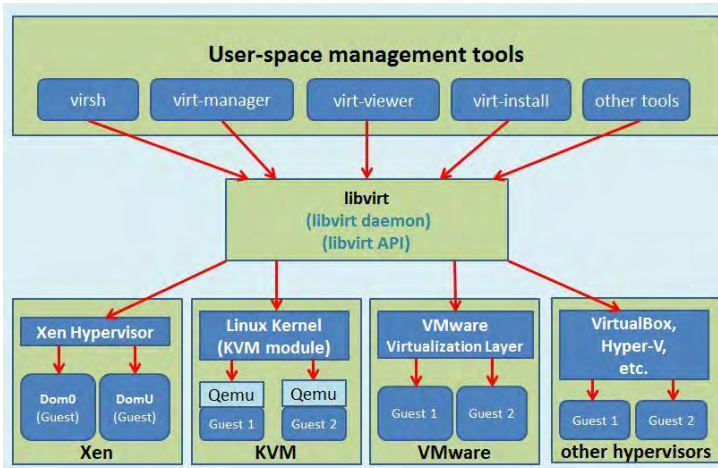 User-space management tools
virsh
virt-manager
virt-viewer
virt-install
other tools
libvirt
(libvirt daemon)
(libvirt API)
Xen Hypervisor
Dom0
(Guest)
DomU
(Guest)
Xen
Linux Kernel
(KVM module)
Qemu
Qemu
Guest 1
Guest 2
KVM
VMware
Virtualization Layer
Guest 1
Guest 2
VMware
VirtualBox,
Hyper-V,
etc.
Guest 1
Guest 2
other hypervisors